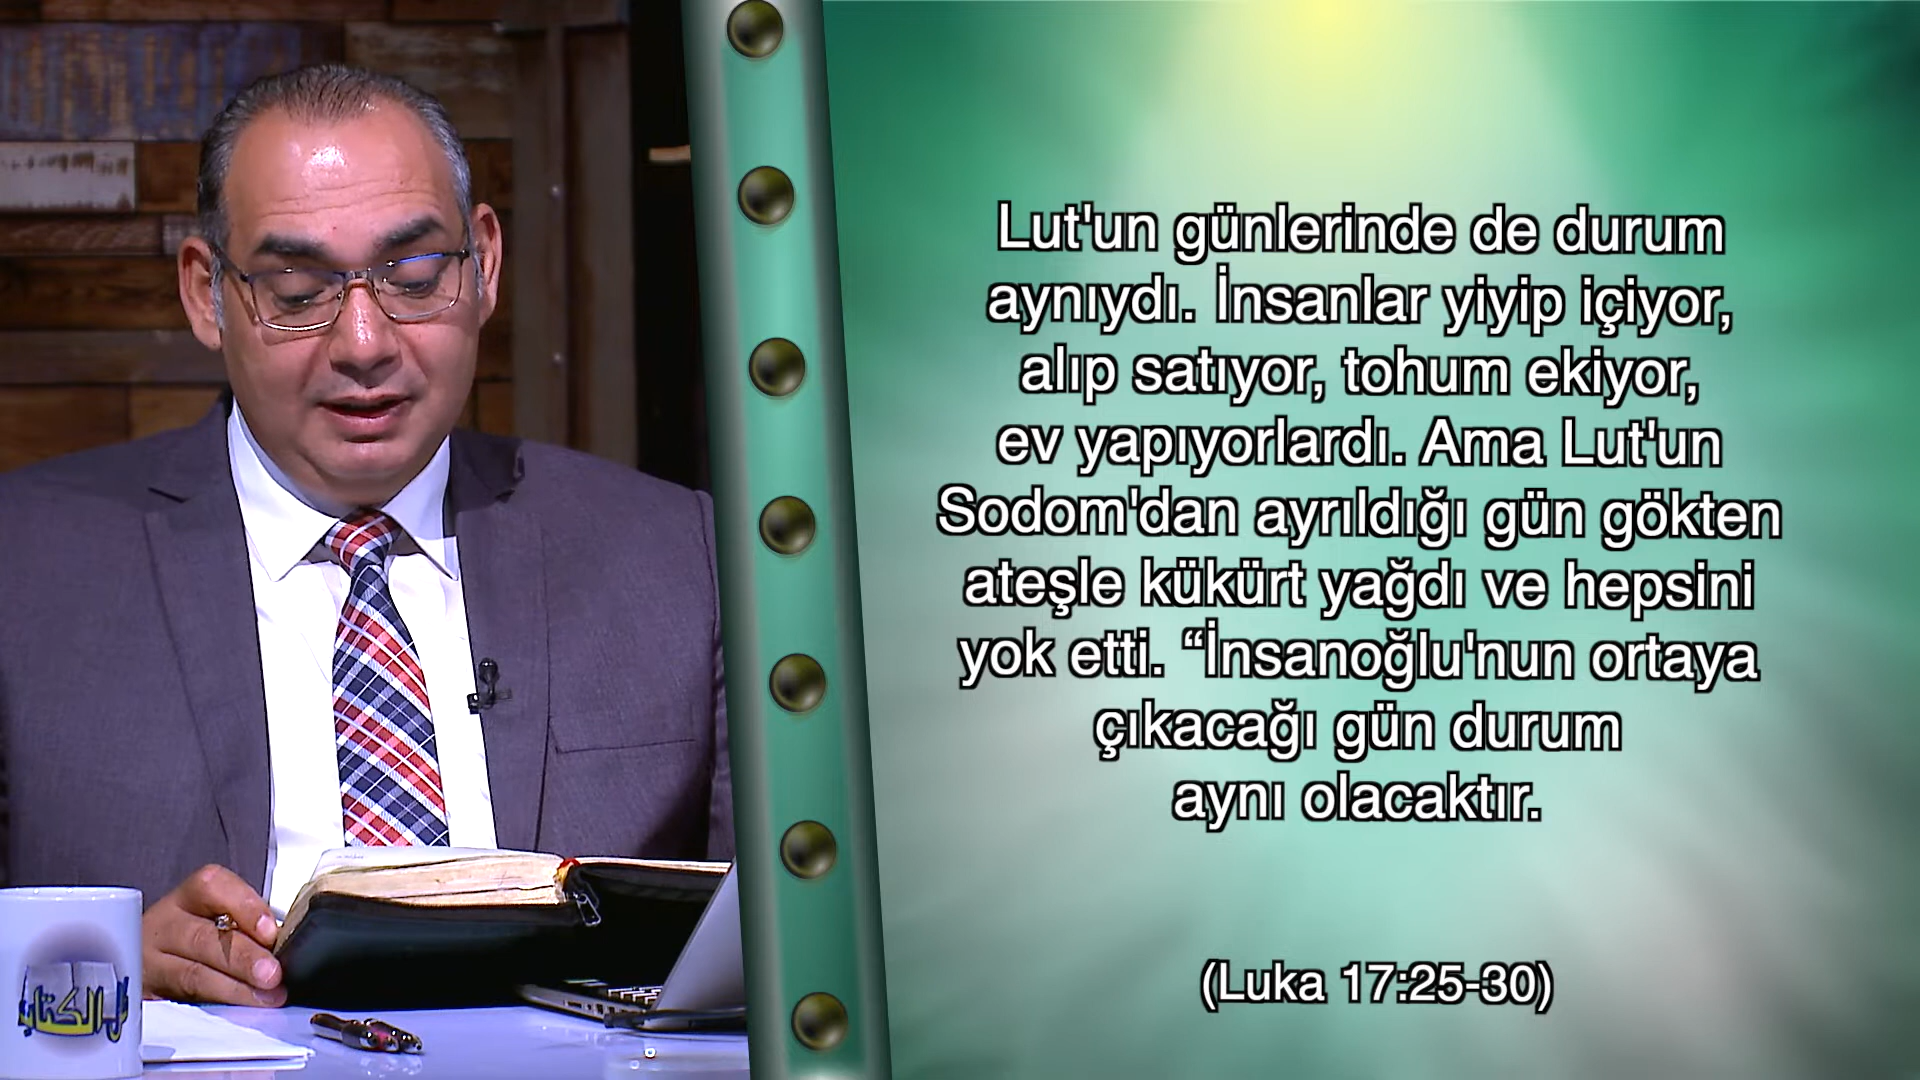 Lut'un günlerinde de durum
aynıydı. İnsanlar yiyip içiyor,
alıp satıyor, tohum ekiyor,
ev yapıyorlardı. Ama Lut'un
Sodom'dan ayrıldığı gün gökten
ateşle kükürt yağdı ve hepsini
yok etti. “İnsanoğlu'nun ortaya
çıkacağı gün durum
aynı olacaktır.
(Luka 17:25-30)
كل الكتاب